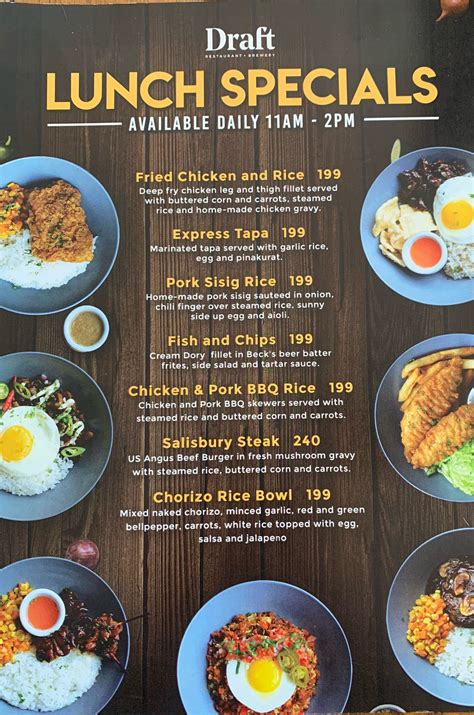 Draft
RESTAURANT + BREWERY
LUNCH SPECIALS
AVAILABLE DAILY 11AM - 2PM
Fried Chicken and Rice 199
Deep fry chicken leg and thigh fillet served
with buttered corn and carrots, steamed
rice and home-made chicken gravy.
Express Tapa 199
Marinated tapa served with garlic rice,
egg and pinakurat.
Pork Sisig Rice 199
Home-made pork sisig sauteed in onion,
chili finger over steamed rice, sunny
side up egg and aioli.
Fish and Chips 199
Cream Dory fillet in Beck's beer batter
frites, side salad and tartar sauce.
Chicken & Pork BBQ Rice 199
Chicken and Pork BBQ skewers served with
steamed rice and buttered corn and carrots.
Salisbury Steak 240
US Angus Beef Burger in fresh mushroom gravy
with steamed rice, buttered corn and carrots.
Chorizo Rice Bowl 199
Mixed naked chorizo, minced garlic, red and green
bellpepper, carrots, white rice topped with egg,
salsa and jalapeno